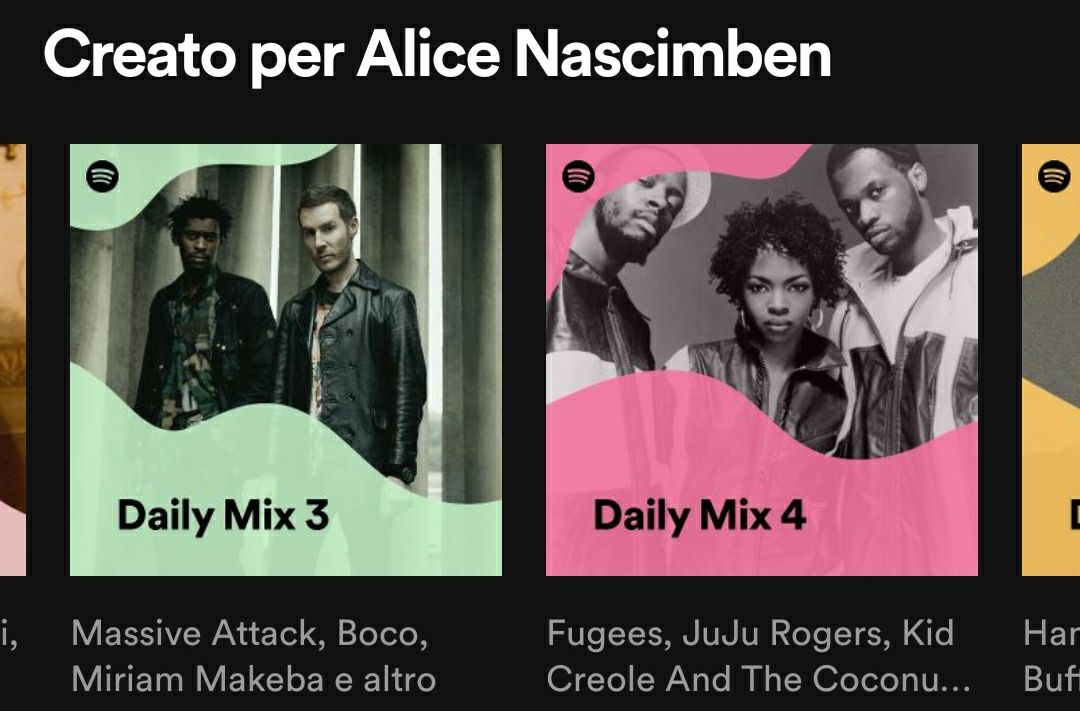 Creato per Alice Nascimben
Daily Mix 3
Daily Mix 4
D
i,
Massive Attack, Boco,
Miriam Makeba e altro
Fugees, JuJu Rogers, Kid
Creole And The Coconu...
Har
Buff